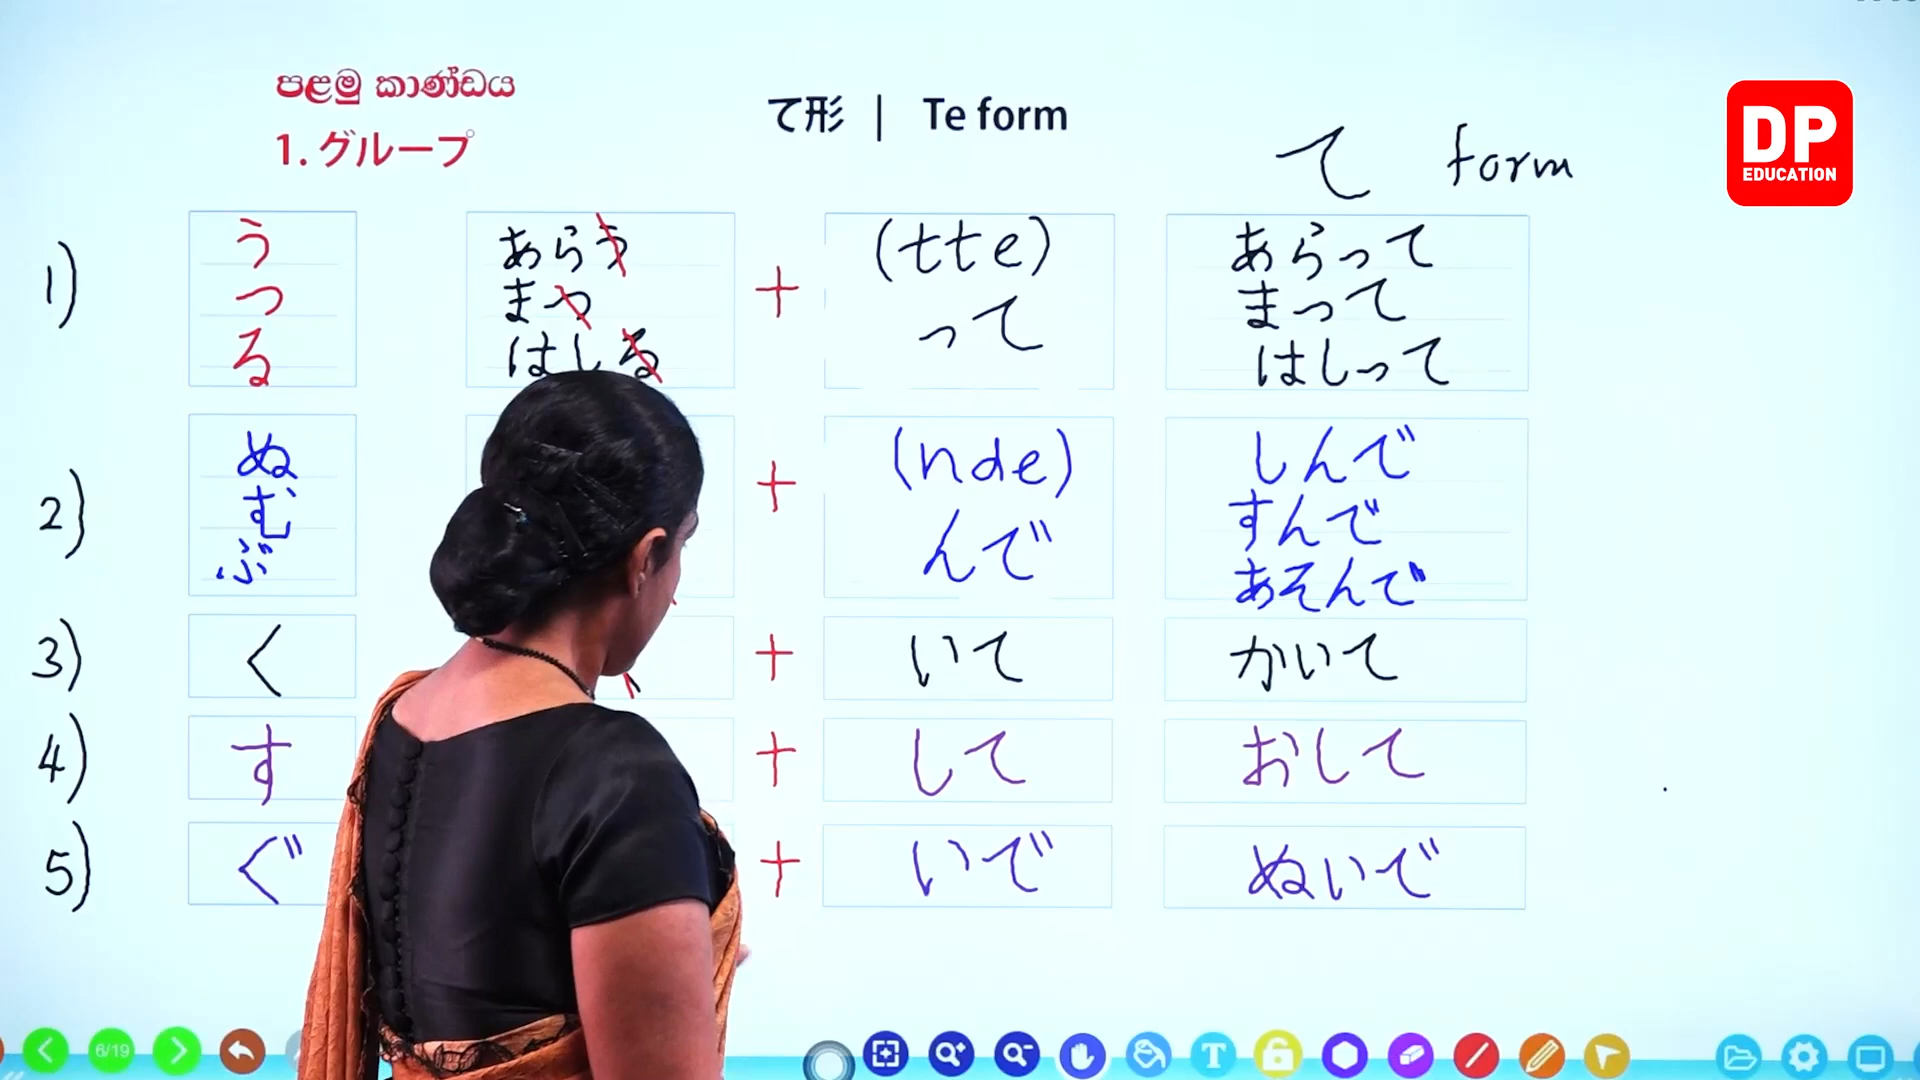 පළමු කාණ්ඩය
1. グループ
て形 | Te form
て form
DP
EDUCATION
1)
う
つ
る
あらう
まつ
はしる
+
(tte)
って
あらって
まって
はしって
2)
ぬ
む
ぶ
+
(nde)
んで
しんで
すんで
あそんで
3)
く
+
いて
かいて
4)
す
+
して
おして
5)
ぐ
+
いで
ぬいで
6/19
T